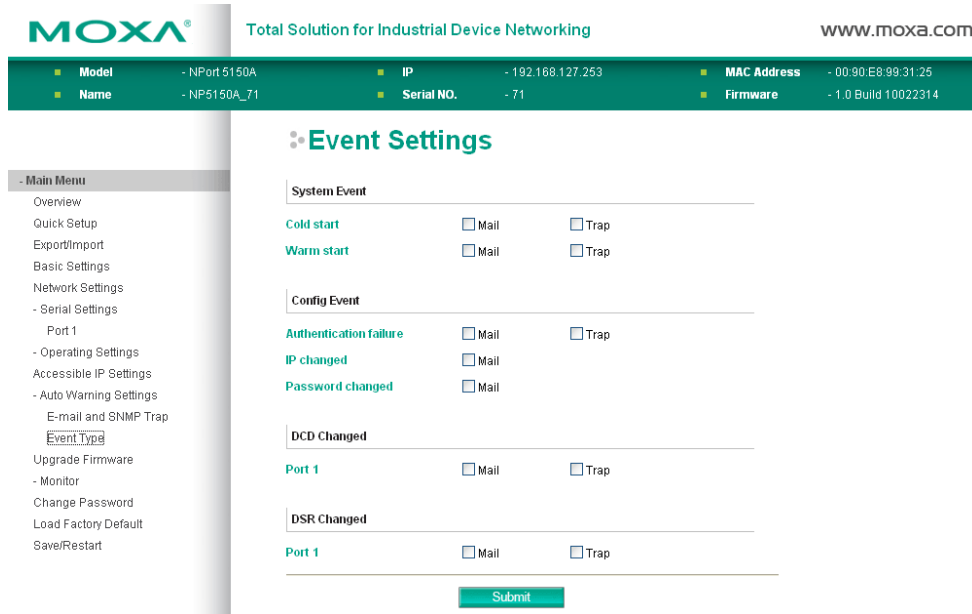 MOXA®
Total Solution for Industrial Device Networking
www.moxa.com
Model - NPort 5150A IP - 192.168.127.253 MAC Address - 00:90:E8:99:31:25
Name - NP5150A_71 Serial NO. - 71 Firmware - 1.0 Build 10022314
Event Settings
- Main Menu
Overview
Quick Setup
Export/Import
Basic Settings
Network Settings
- Serial Settings
Port 1
- Operating Settings
Accessible IP Settings
- Auto Warning Settings
E-mail and SNMP Trap
Event Type
Upgrade Firmware
- Monitor
Change Password
Load Factory Default
Save/Restart
System Event
Cold start Mail Trap
Warm start Mail Trap
Config Event
Authentication failure Mail Trap
IP changed Mail
Password changed Mail
DCD Changed
Port 1 Mail Trap
DSR Changed
Port 1 Mail Trap
Submit